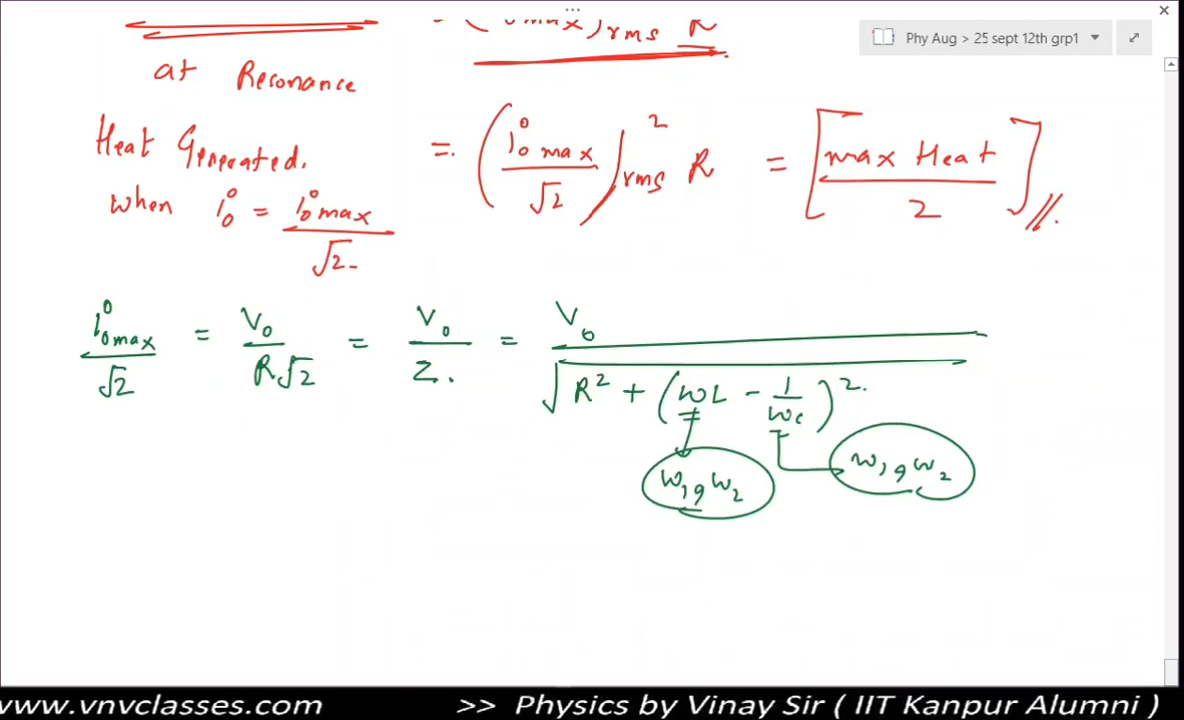 = (i₀max)rms R
Phy Aug > 25 sept 12th grp1
at Resonance
Heat Generated. =. (i₀max/√2)²rms R = [max Heat/2]
when i₀ = i₀max/√2
i₀max/√2 = V₀/R√2 = V₀/Z. = V₀/√R² + (ωL - 1/ωc)².
ω₁, ω₂ ω₁, ω₂
www.vnvclasses.com >> Physics by Vinay Sir ( IIT Kanpur Alumni )